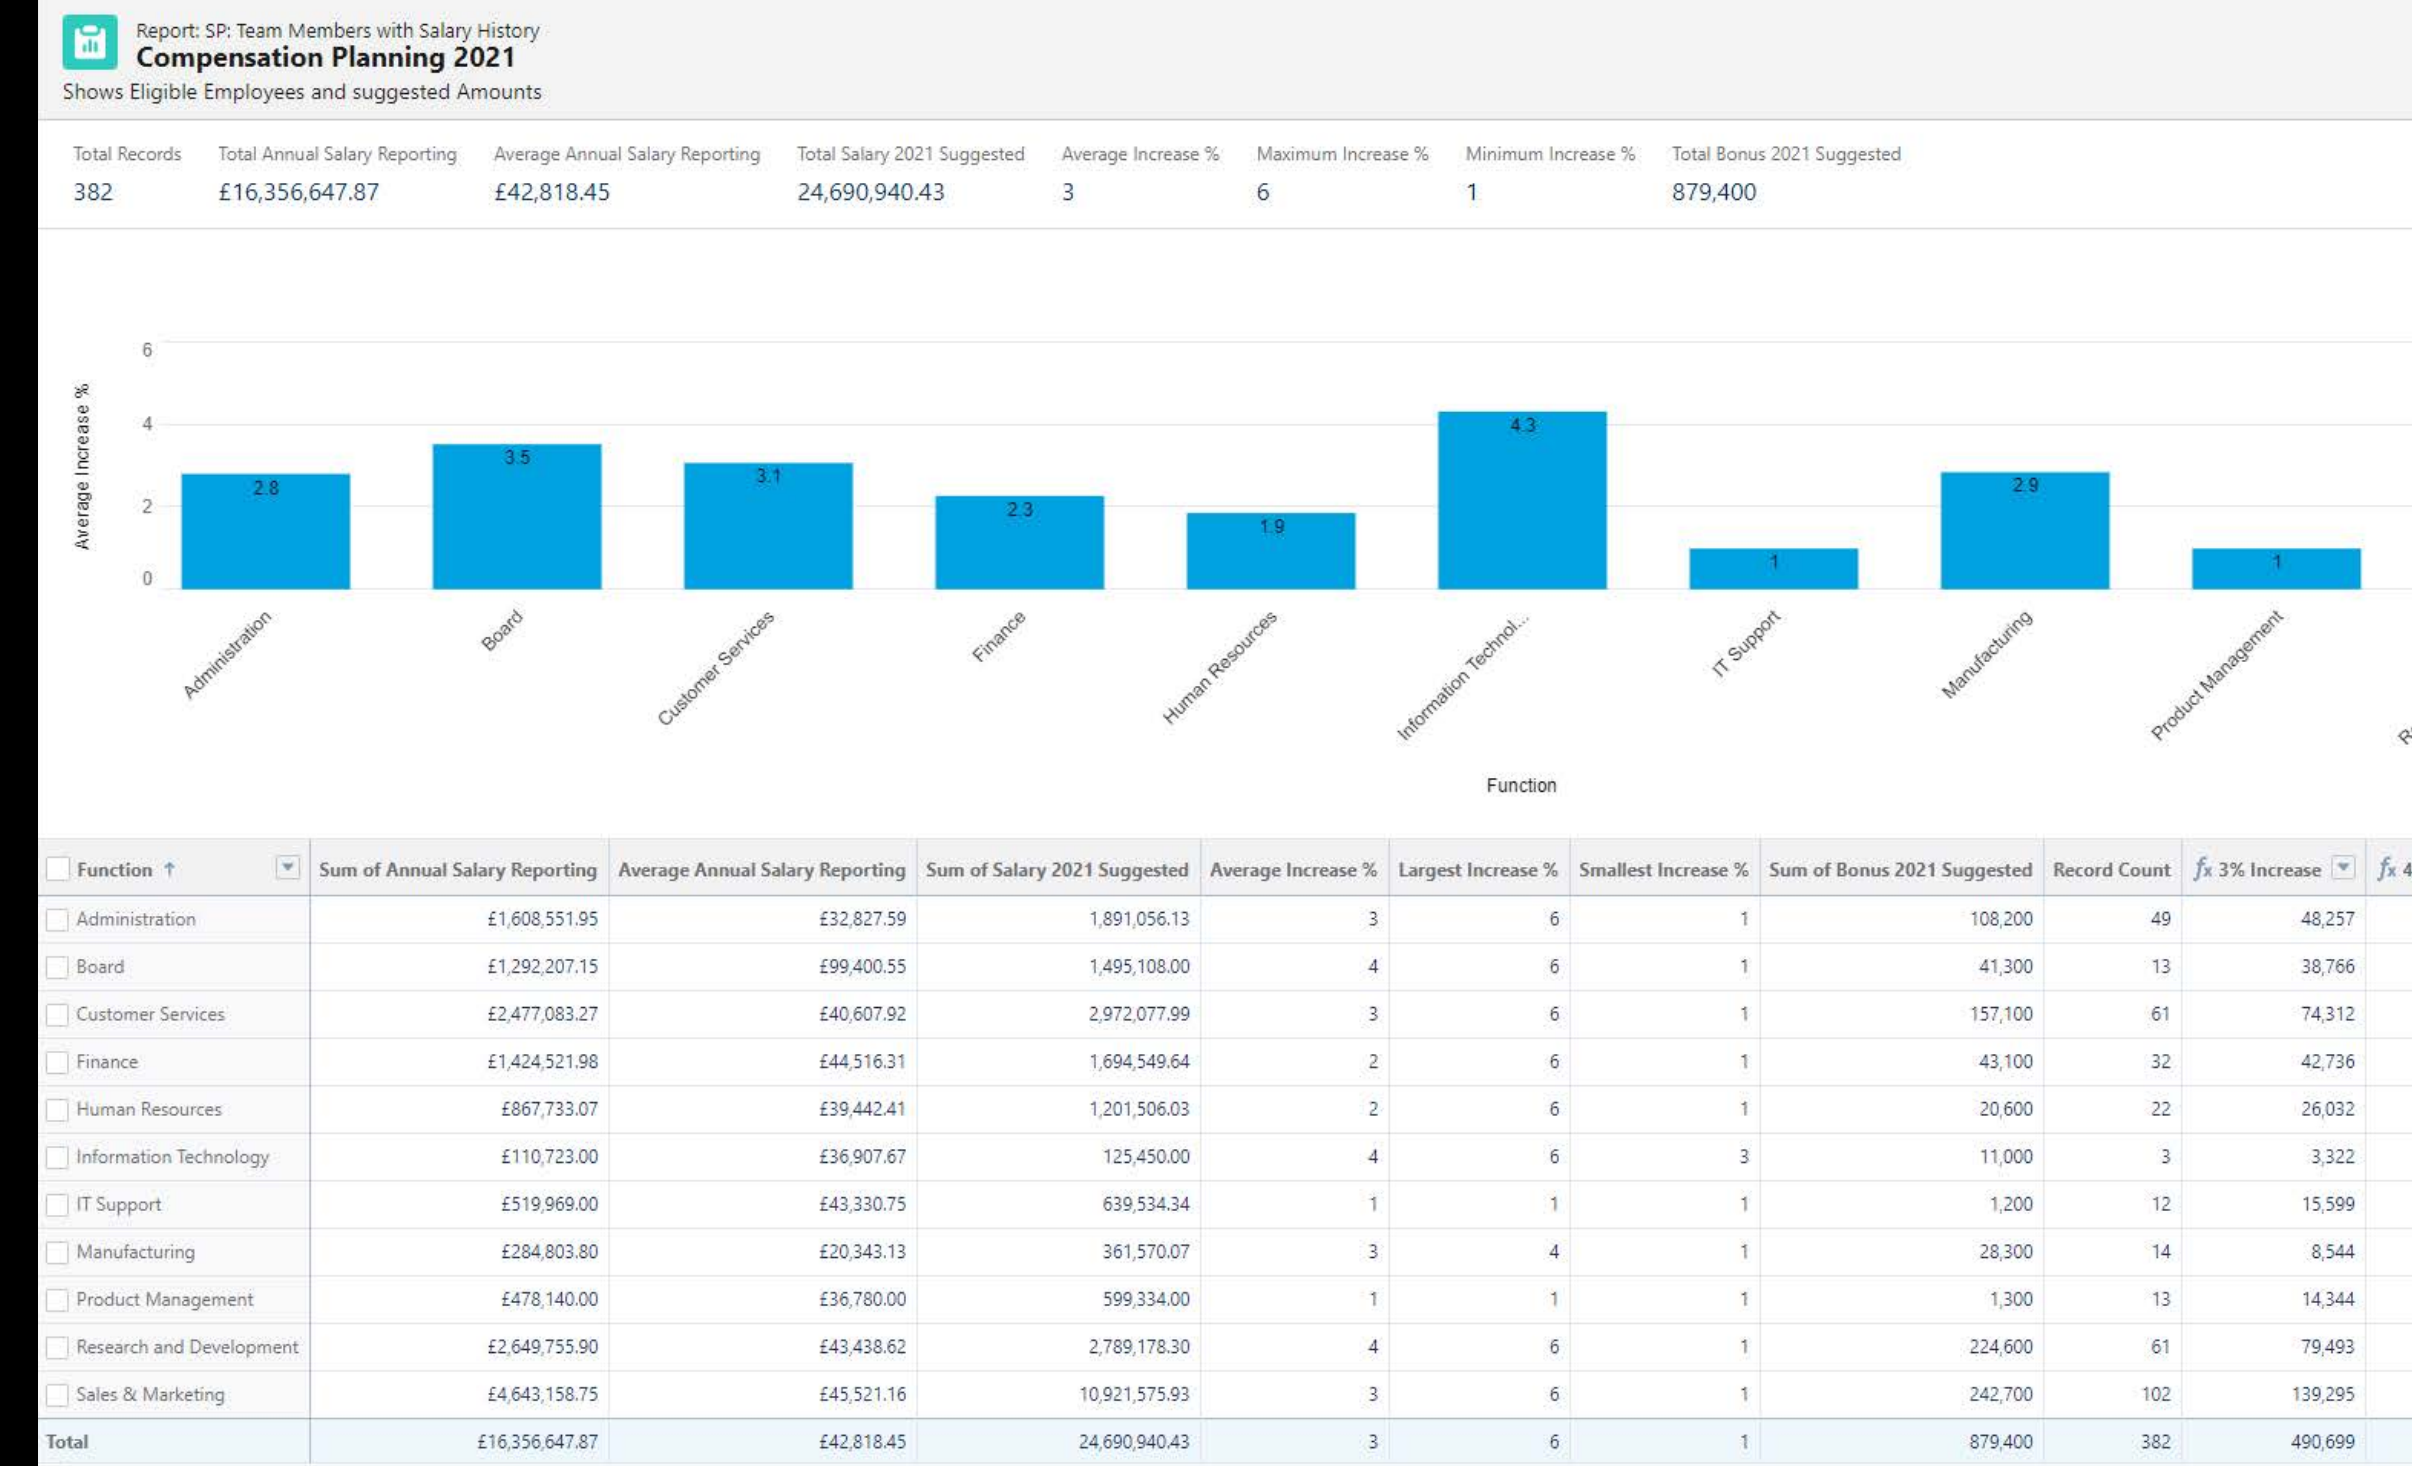 Report: SP: Team Members with Salary History
Compensation Planning 2021
Shows Eligible Employees and suggested Amounts
Total Records Total Annual Salary Reporting Average Annual Salary Reporting Total Salary 2021 Suggested Average Increase % Maximum Increase % Minimum Increase % Total Bonus 2021 Suggested
382 £16,356,647.87 £42,818.45 24,690,940.43 3 6 1 879,400
Average Increase %
6
4
2
0
2.8 3.5 3.1 2.3 1.9 4.3 1 2.9 1
Administration Board Customer Services Finance Human Resources Information Technol... IT Support Manufacturing Product Management
Function
Function ↑ Sum of Annual Salary Reporting Average Annual Salary Reporting Sum of Salary 2021 Suggested Average Increase % Largest Increase % Smallest Increase % Sum of Bonus 2021 Suggested Record Count fx 3% Increase fx 4
Administration £1,608,551.95 £32,827.59 1,891,056.13 3 6 1 108,200 49 48,257
Board £1,292,207.15 £99,400.55 1,495,108.00 4 6 1 41,300 13 38,766
Customer Services £2,477,083.27 £40,607.92 2,972,077.99 3 6 1 157,100 61 74,312
Finance £1,424,521.98 £44,516.31 1,694,549.64 2 6 1 43,100 32 42,736
Human Resources £867,733.07 £39,442.41 1,201,506.03 2 6 1 20,600 22 26,032
Information Technology £110,723.00 £36,907.67 125,450.00 4 6 3 11,000 3 3,322
IT Support £519,969.00 £43,330.75 639,534.34 1 1 1 1,200 12 15,599
Manufacturing £284,803.80 £20,343.13 361,570.07 3 4 1 28,300 14 8,544
Product Management £478,140.00 £36,780.00 599,334.00 1 1 1 1,300 13 14,344
Research and Development £2,649,755.90 £43,438.62 2,789,178.30 4 6 1 224,600 61 79,493
Sales & Marketing £4,643,158.75 £45,521.16 10,921,575.93 3 6 1 242,700 102 139,295
Total £16,356,647.87 £42,818.45 24,690,940.43 3 6 1 879,400 382 490,699